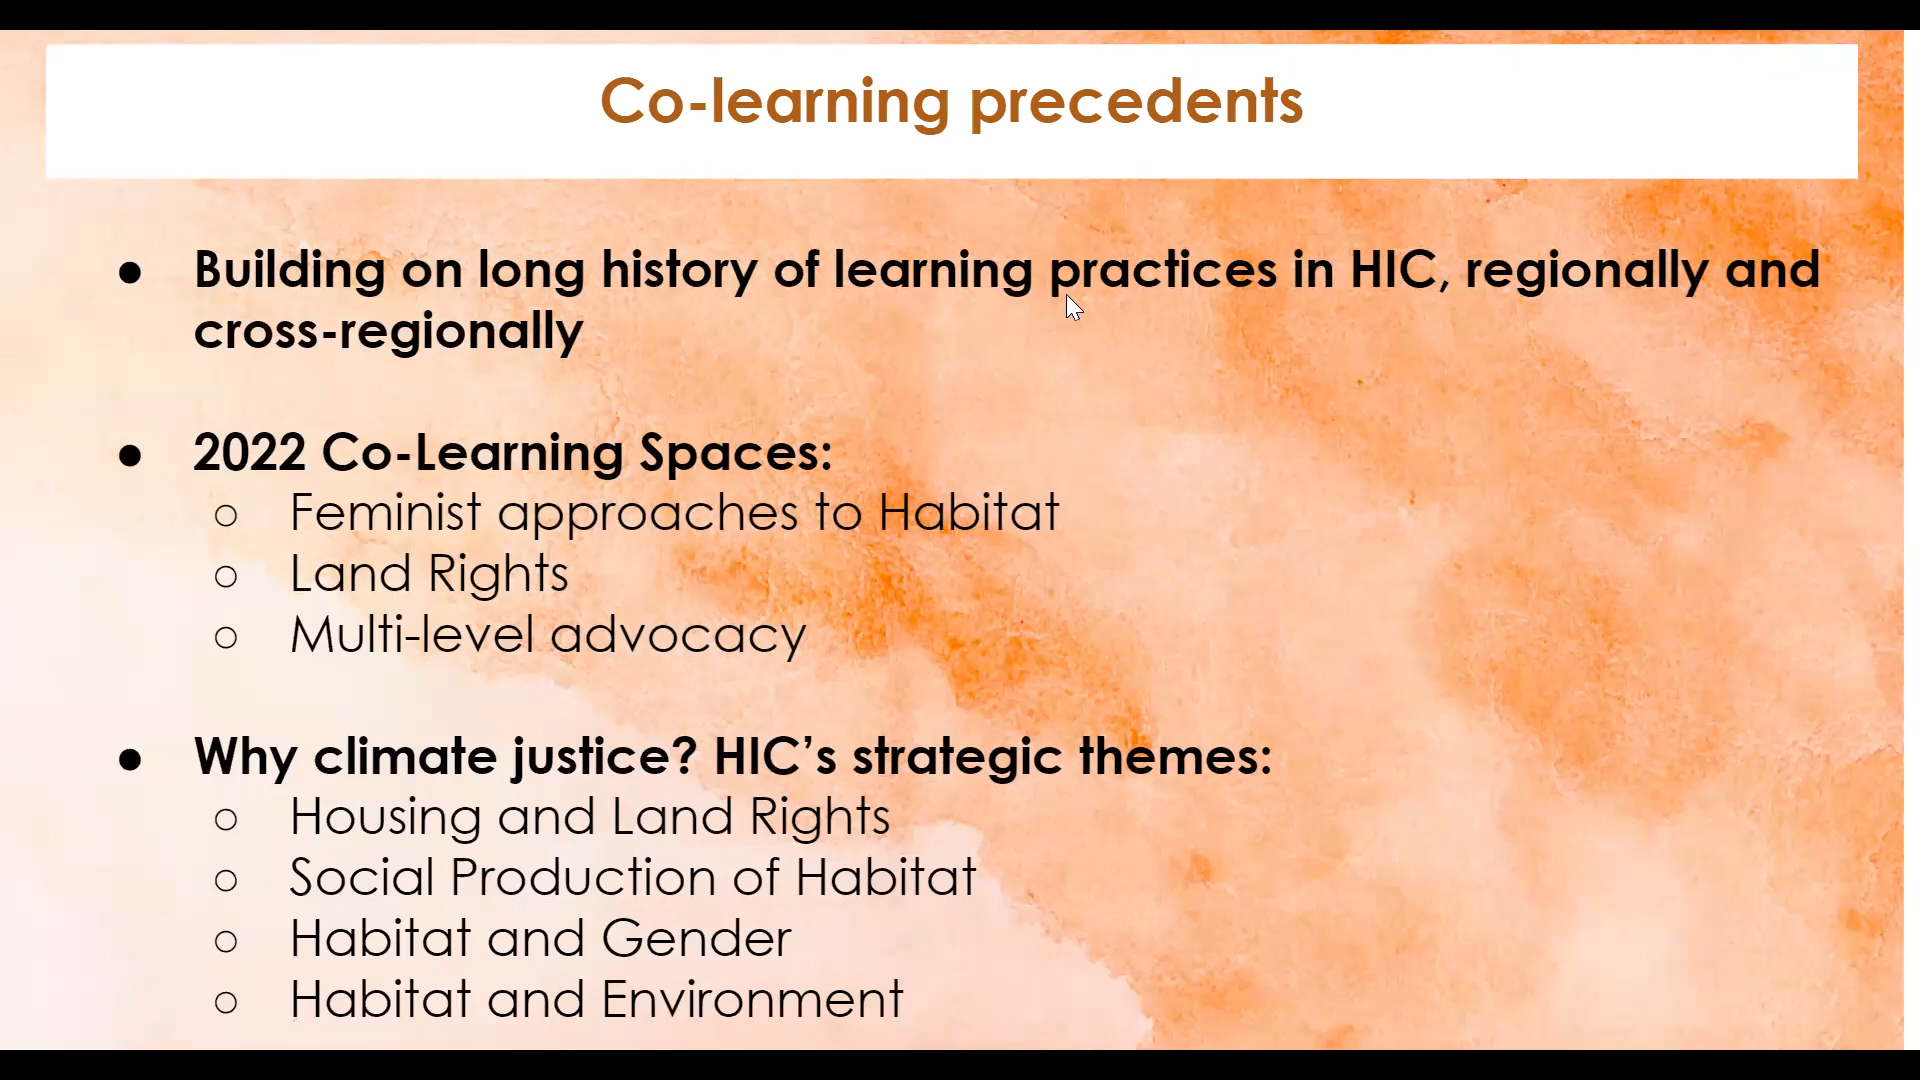 Co-learning precedents
● Building on long history of learning practices in HIC, regionally and
cross-regionally
● 2022 Co-Learning Spaces:
○ Feminist approaches to Habitat
○ Land Rights
○ Multi-level advocacy
● Why climate justice? HIC’s strategic themes:
○ Housing and Land Rights
○ Social Production of Habitat
○ Habitat and Gender
○ Habitat and Environment